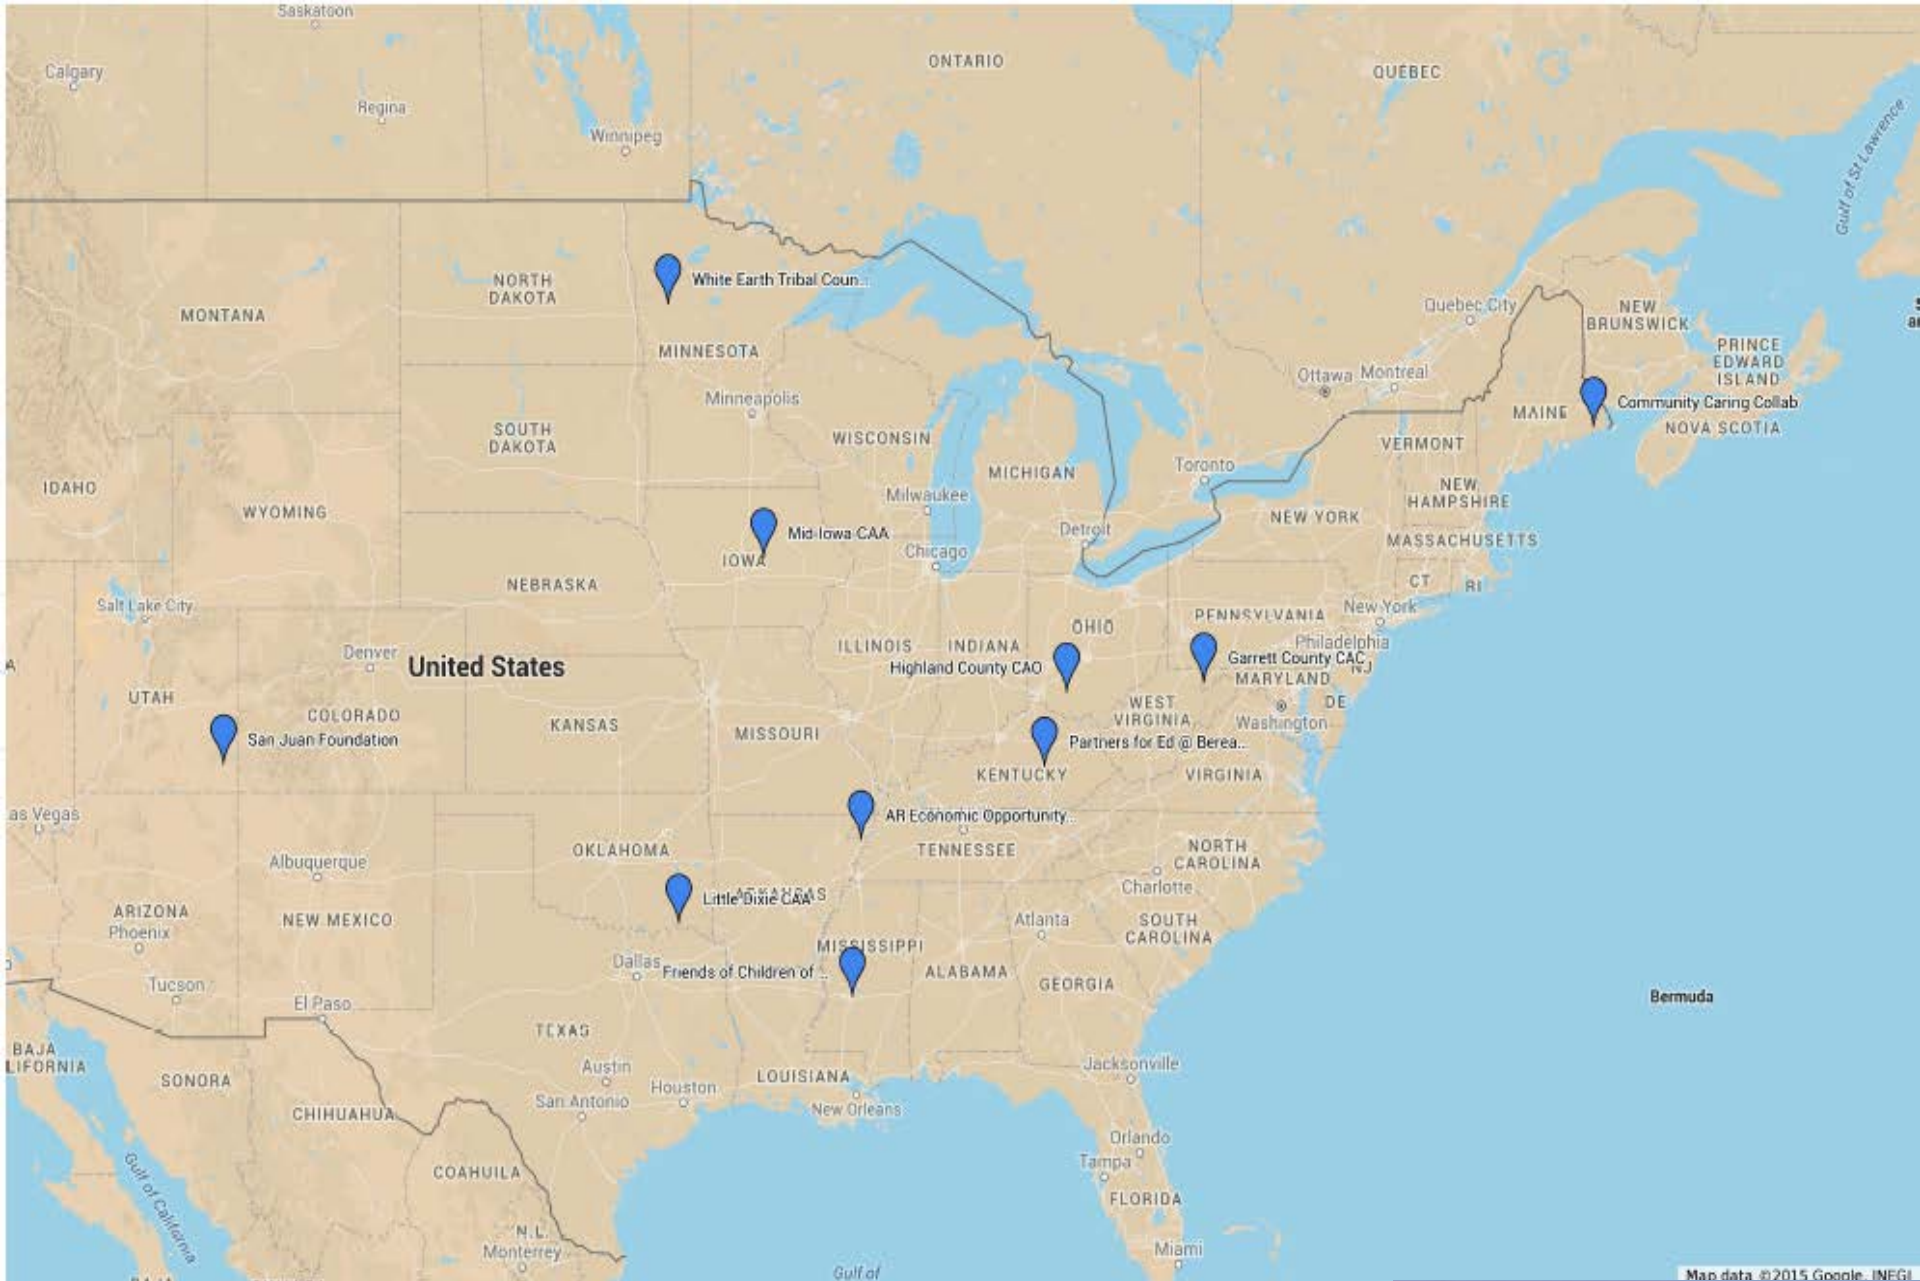 Saskatoon
Calgary
Regina
Winnipeg
ONTARIO
QUEBEC
Gulf of St Lawrence
White Earth Tribal Coun...
NORTH
DAKOTA
MONTANA
MINNESOTA
Minneapolis
Quebec City
NEW
BRUNSWICK
PRINCE
EDWARD
ISLAND
Ottawa
Montreal
MAINE
Community Caring Collab
NOVA SCOTIA
SOUTH
DAKOTA
WISCONSIN
VERMONT
MICHIGAN
Toronto
IDAHO
WYOMING
Milwaukee
NEW
HAMPSHIRE
NEW YORK
Detroit
MASSACHUSETTS
Mid-Iowa CAA
IOWA
Chicago
CT
RI
NEBRASKA
Salt Lake City
PENNSYLVANIA
New York
OHIO
Philadelphia
ILLINOIS
INDIANA
Highland County CAO
Garrett County CAC
NJ
MARYLAND
Denver
United States
UTAH
COLORADO
San Juan Foundation
KANSAS
MISSOURI
WEST
VIRGINIA
DE
Washington
Partners for Ed @ Berea...
KENTUCKY
VIRGINIA
as Vegas
AR Economic Opportunity...
TENNESSEE
NORTH
CAROLINA
Charlotte
OKLAHOMA
Albuquerque
ARKANSAS
Little Dixie CAA
ARIZONA
Phoenix
NEW MEXICO
Atlanta
SOUTH
CAROLINA
MISSISSIPPI
Dallas
Friends of Children of ...
ALABAMA
GEORGIA
Tucson
El Paso
Bermuda
TEXAS
BAJA
LIFORNIA
SONORA
Austin
Houston
LOUISIANA
Jacksonville
San Antonio
New Orleans
CHIHUAHUA
COAHUILA
Orlando
Tampa
FLORIDA
Gulf of California
N.L.
Monterrey
Miami
Gulf of
Map data ©2015 Google, INEGI